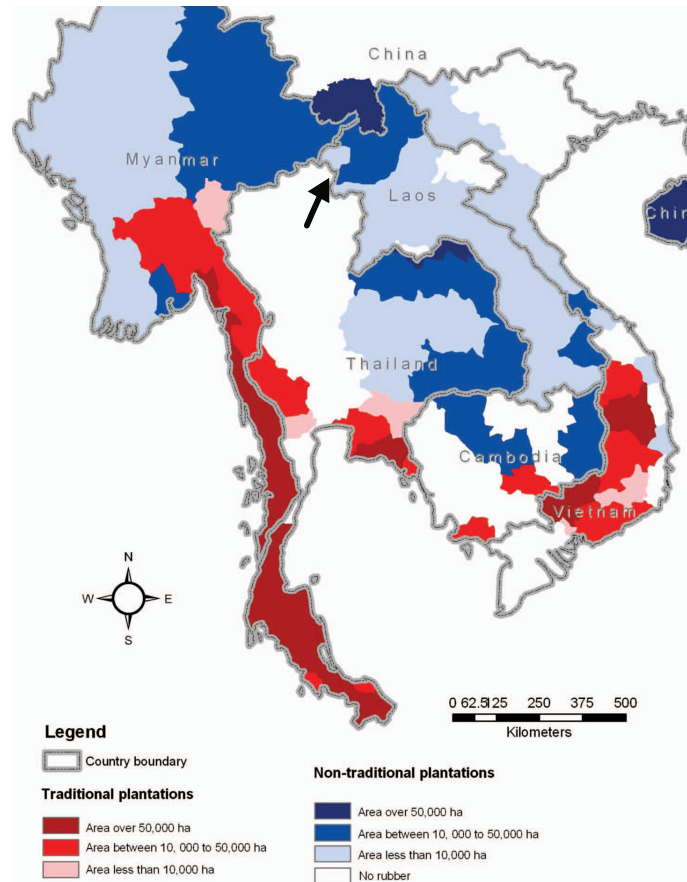 China
Myanmar
Laos
Chin
Thailand
Cambodia
Vietnam
N
W E
S
0 62.5125 250 375 500
Kilometers
Legend
Country boundary
Traditional plantations
Area over 50,000 ha
Area between 10, 000 to 50,000 ha
Area less than 10,000 ha
Non-traditional plantations
Area over 50,000 ha
Area between 10, 000 to 50,000 ha
Area less than 10,000 ha
No rubber